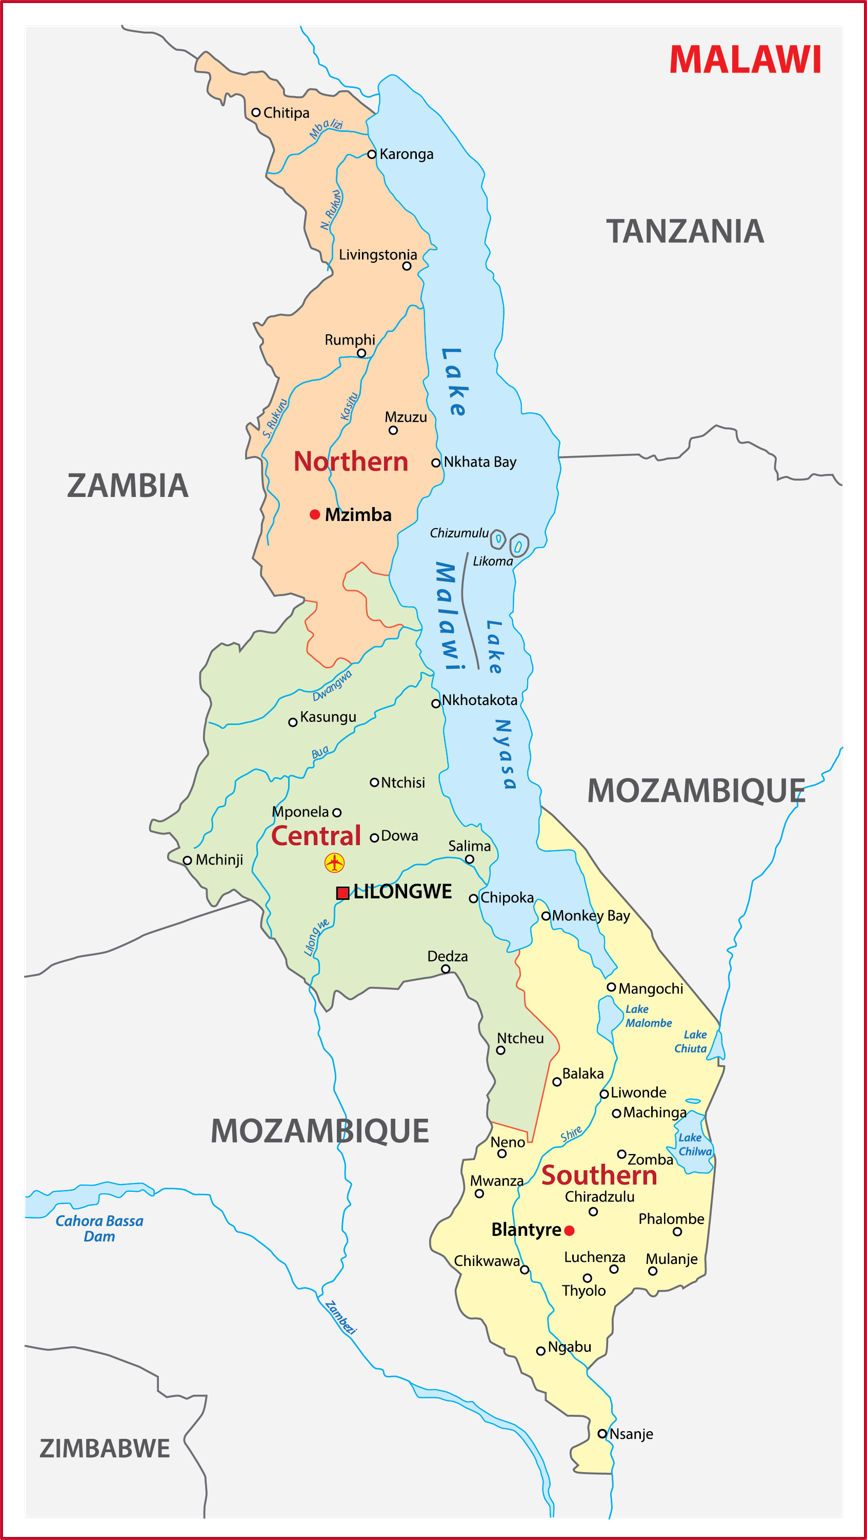 MALAWI
Chitipa
Mbalizi
Karonga
N. Rukuru
TANZANIA
Livingstonia
Rumphi
Lake
S. Rukuru
Kasitu
Mzuzu
Northern
Nkhata Bay
ZAMBIA
Mzimba
Chizumulu
Likoma
Malawi
Lake
Nyasa
Dwangwa
Nkhotakota
Kasungu
Bua
Ntchisi
MOZAMBIQUE
Mponela
Central
Dowa
Salima
Mchinji
LILONGWE
Chipoka
Monkey Bay
Lilongwe
Dedza
Mangochi
Lake
Malombe
Lake
Chiuta
Ntcheu
Balaka
Liwonde
Machinga
MOZAMBIQUE
Shire
Neno
Lake
Chilwa
Zomba
Southern
Mwanza
Chiradzulu
Cahora Bassa
Dam
Phalombe
Blantyre
Chikwawa
Luchenza
Mulanje
Thyolo
Zambezi
Ngabu
ZIMBABWE
Nsanje